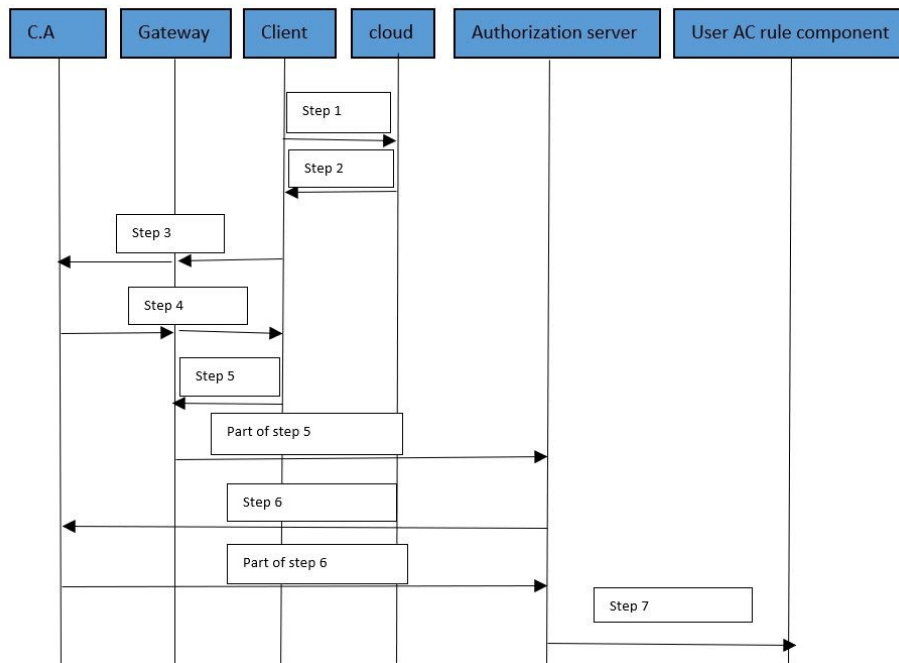 C.A
Gateway
Client
cloud
Authorization server
User AC rule component
Step 1
Step 2
Step 3
Step 4
Step 5
Part of step 5
Step 6
Part of step 6
Step 7